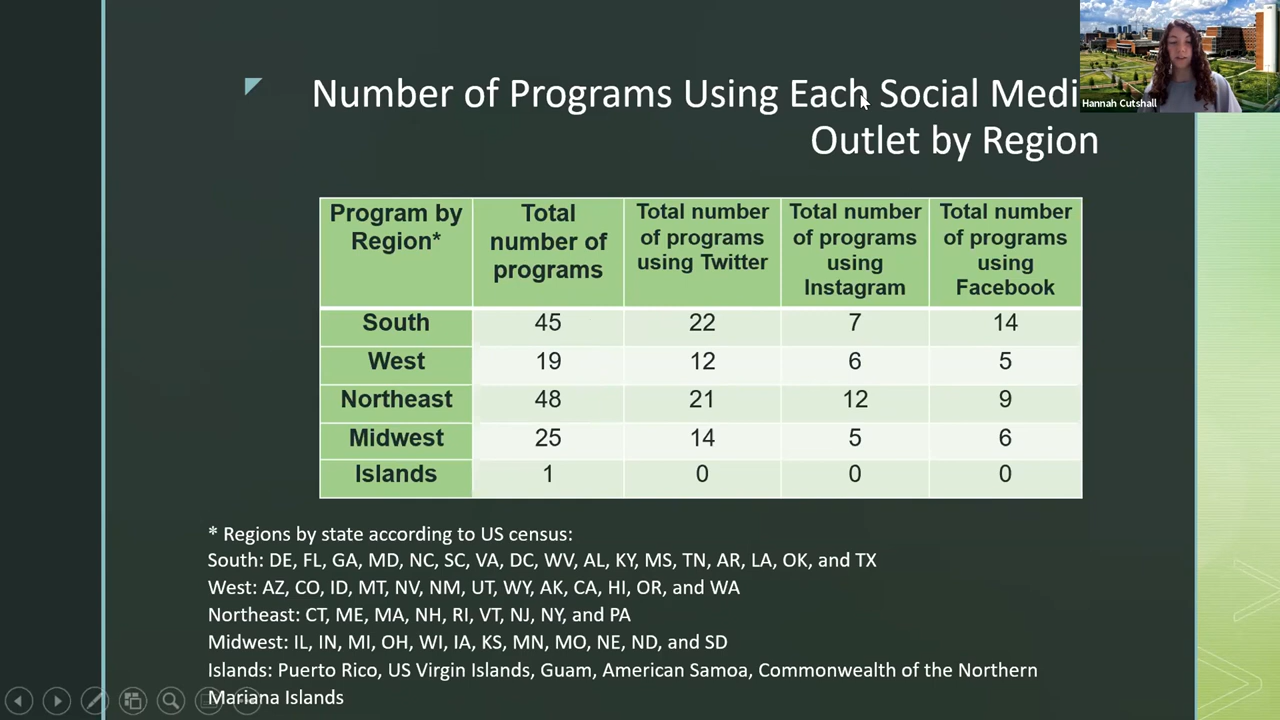 Number of Programs Using Each Social Medi
Outlet by Region
Hannah Cutshall
Program by Region* Total number of programs Total number of programs using Twitter Total number of programs using Instagram Total number of programs using Facebook
South 45 22 7 14
West 19 12 6 5
Northeast 48 21 12 9
Midwest 25 14 5 6
Islands 1 0 0 0
* Regions by state according to US census:
South: DE, FL, GA, MD, NC, SC, VA, DC, WV, AL, KY, MS, TN, AR, LA, OK, and TX
West: AZ, CO, ID, MT, NV, NM, UT, WY, AK, CA, HI, OR, and WA
Northeast: CT, ME, MA, NH, RI, VT, NJ, NY, and PA
Midwest: IL, IN, MI, OH, WI, IA, KS, MN, MO, NE, ND, and SD
Islands: Puerto Rico, US Virgin Islands, Guam, American Samoa, Commonwealth of the Northern
Mariana Islands